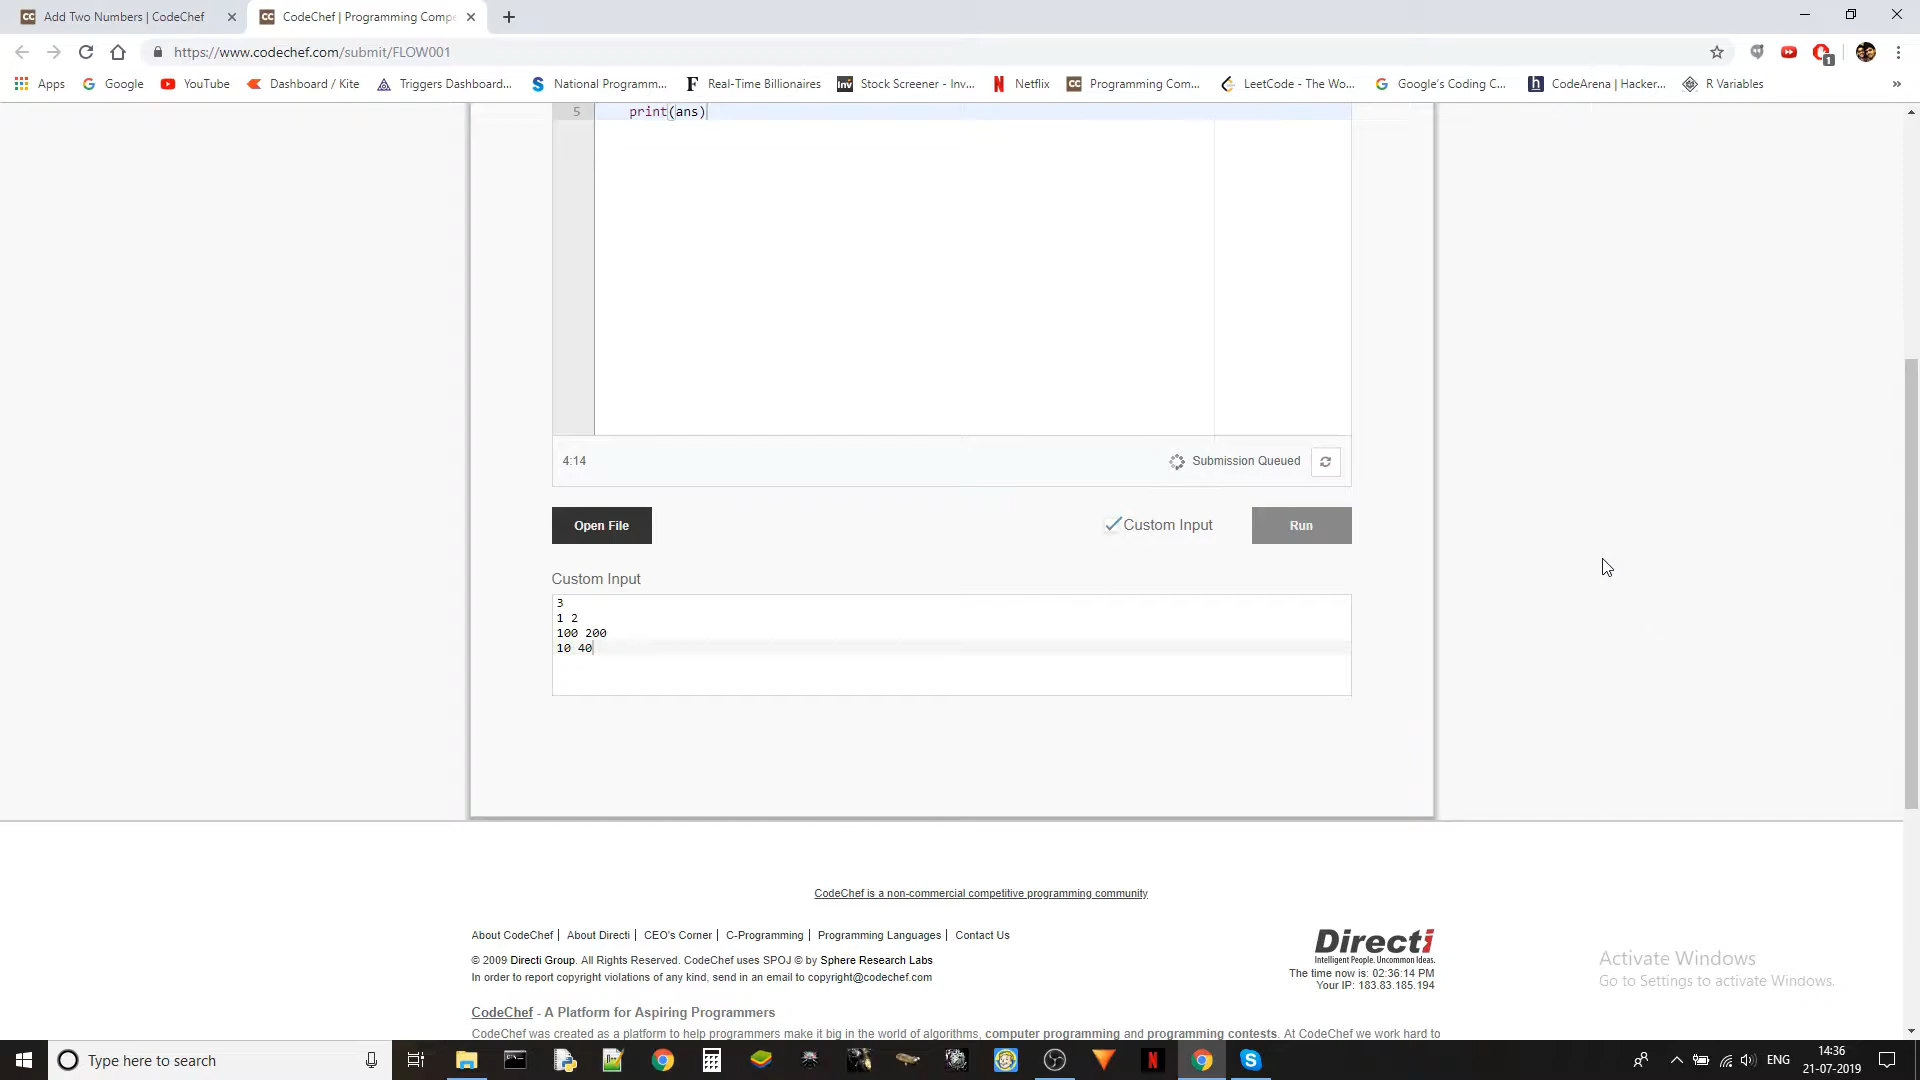 Add Two Numbers | CodeChef
CodeChef | Programming Compe
https://www.codechef.com/submit/FLOW001
Apps Google YouTube Dashboard / Kite Triggers Dashboard... National Programm... Real-Time Billionaires Stock Screener - Inv... Netflix Programming Com... LeetCode - The Wo... Google's Coding C... CodeArena | Hacker... R Variables
5 print(ans)
4:14 Submission Queued
Open File Custom Input Run
Custom Input
3
1 2
100 200
10 40
CodeChef is a non-commercial competitive programming community
About CodeChef | About Directi | CEO's Corner | C-Programming | Programming Languages | Contact Us
© 2009 Directi Group. All Rights Reserved. CodeChef uses SPOJ © by Sphere Research Labs
In order to report copyright violations of any kind, send in an email to copyright@codechef.com
Directi
Intelligent People. Uncommon Ideas.
The time now is: 02:36:14 PM
Your IP: 183.83.185.194
CodeChef - A Platform for Aspiring Programmers
CodeChef was created as a platform to help programmers make it big in the world of algorithms, computer programming and programming contests. At CodeChef we work hard to
Activate Windows
Go to Settings to activate Windows.
Type here to search
ENG
14:36
21-07-2019